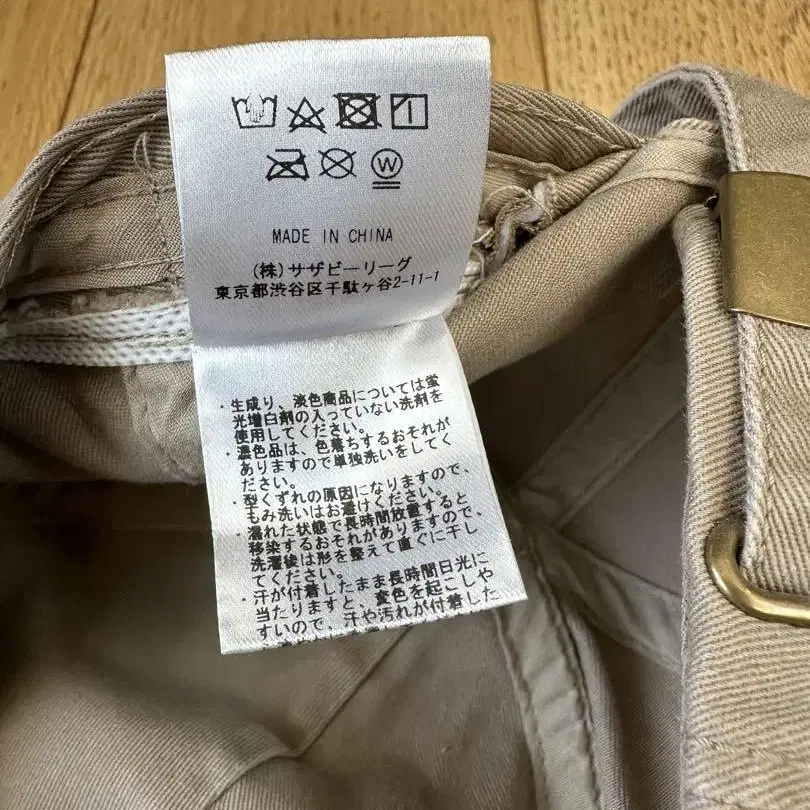 MADE IN CHINA
(株) サザビーリーグ
東京都渋谷区千駄ヶ谷2-11-1
・生成り、淡色商品については蛍
光増白剤の入っていない洗剤を
使用してください。
・濃色品は、色落ちするおそれが
ありますので単独洗いをしてく
ださい。
・型くずれの原因になりますので、
もみ洗いはお避けください。
・濡れた状態で長時間放置すると
移染するおそれがありますので、
洗濯後は形を整えて直ぐに干し
てください。
・汗が付着したまま長時間日光に
当たりますと、変色を起こしや
すいので、汗や汚れが付着した